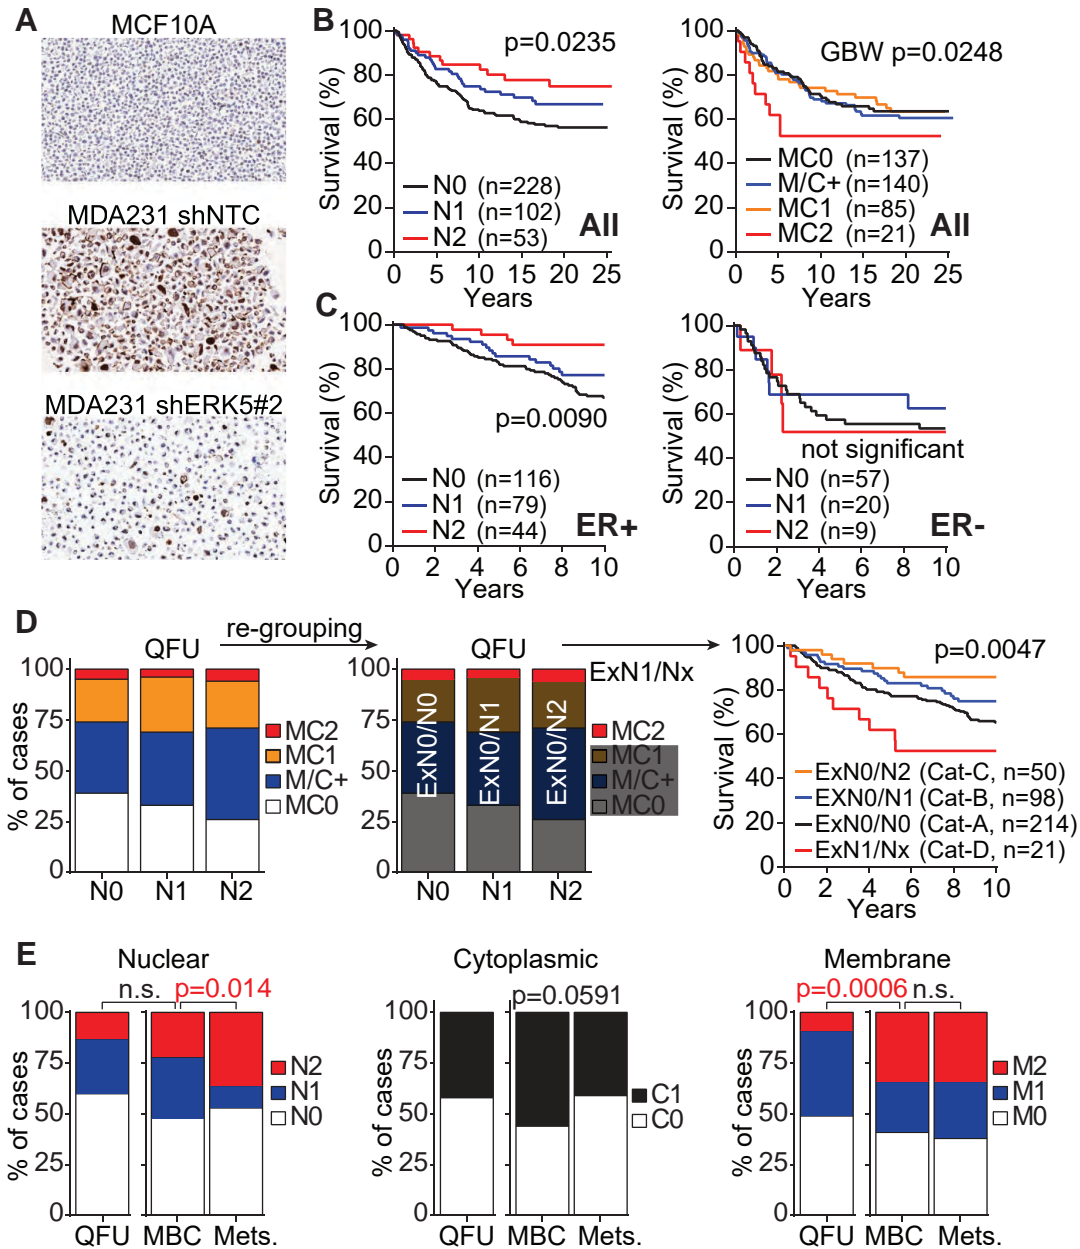 A
MCF10A
MDA231 shNTC
MDA231 shERK5#2
B
Survival (%)
100
80
60
40
20
0
p=0.0235
N0 (n=228)
N1 (n=102)
N2 (n=53)
All
0 5 10 15 20 25
Years
Survival (%)
100
80
60
40
20
0
GBW p=0.0248
MC0 (n=137)
M/C+ (n=140)
MC1 (n=85)
MC2 (n=21)
All
0 5 10 15 20 25
Years
C
Survival (%)
100
80
60
40
20
0
p=0.0090
N0 (n=116)
N1 (n=79)
N2 (n=44)
ER+
0 2 4 6 8 10
Years
Survival (%)
100
80
60
40
20
0
not significant
N0 (n=57)
N1 (n=20)
N2 (n=9)
ER-
0 2 4 6 8 10
Years
D
QFU
% of cases
100
75
50
25
0
N0 N1 N2
MC2
MC1
M/C+
MC0
re-grouping
QFU
100
75
50
25
0
ExN0/N0
ExN0/N1
ExN0/N2
N0 N1 N2
ExN1/Nx
MC2
MC1
M/C+
MC0
Survival (%)
100
80
60
40
20
0
p=0.0047
ExN0/N2 (Cat-C, n=50)
EXN0/N1 (Cat-B, n=98)
ExN0/N0 (Cat-A, n=214)
ExN1/Nx (Cat-D, n=21)
0 2 4 6 8 10
Years
E
Nuclear
n.s. p=0.014
% of cases
100
75
50
25
0
N2
N1
N0
QFU MBC Mets.
Cytoplasmic
p=0.0591
% of cases
100
75
50
25
0
C1
C0
QFU MBC Mets.
Membrane
p=0.0006 n.s.
% of cases
100
75
50
25
0
M2
M1
M0
QFU MBC Mets.